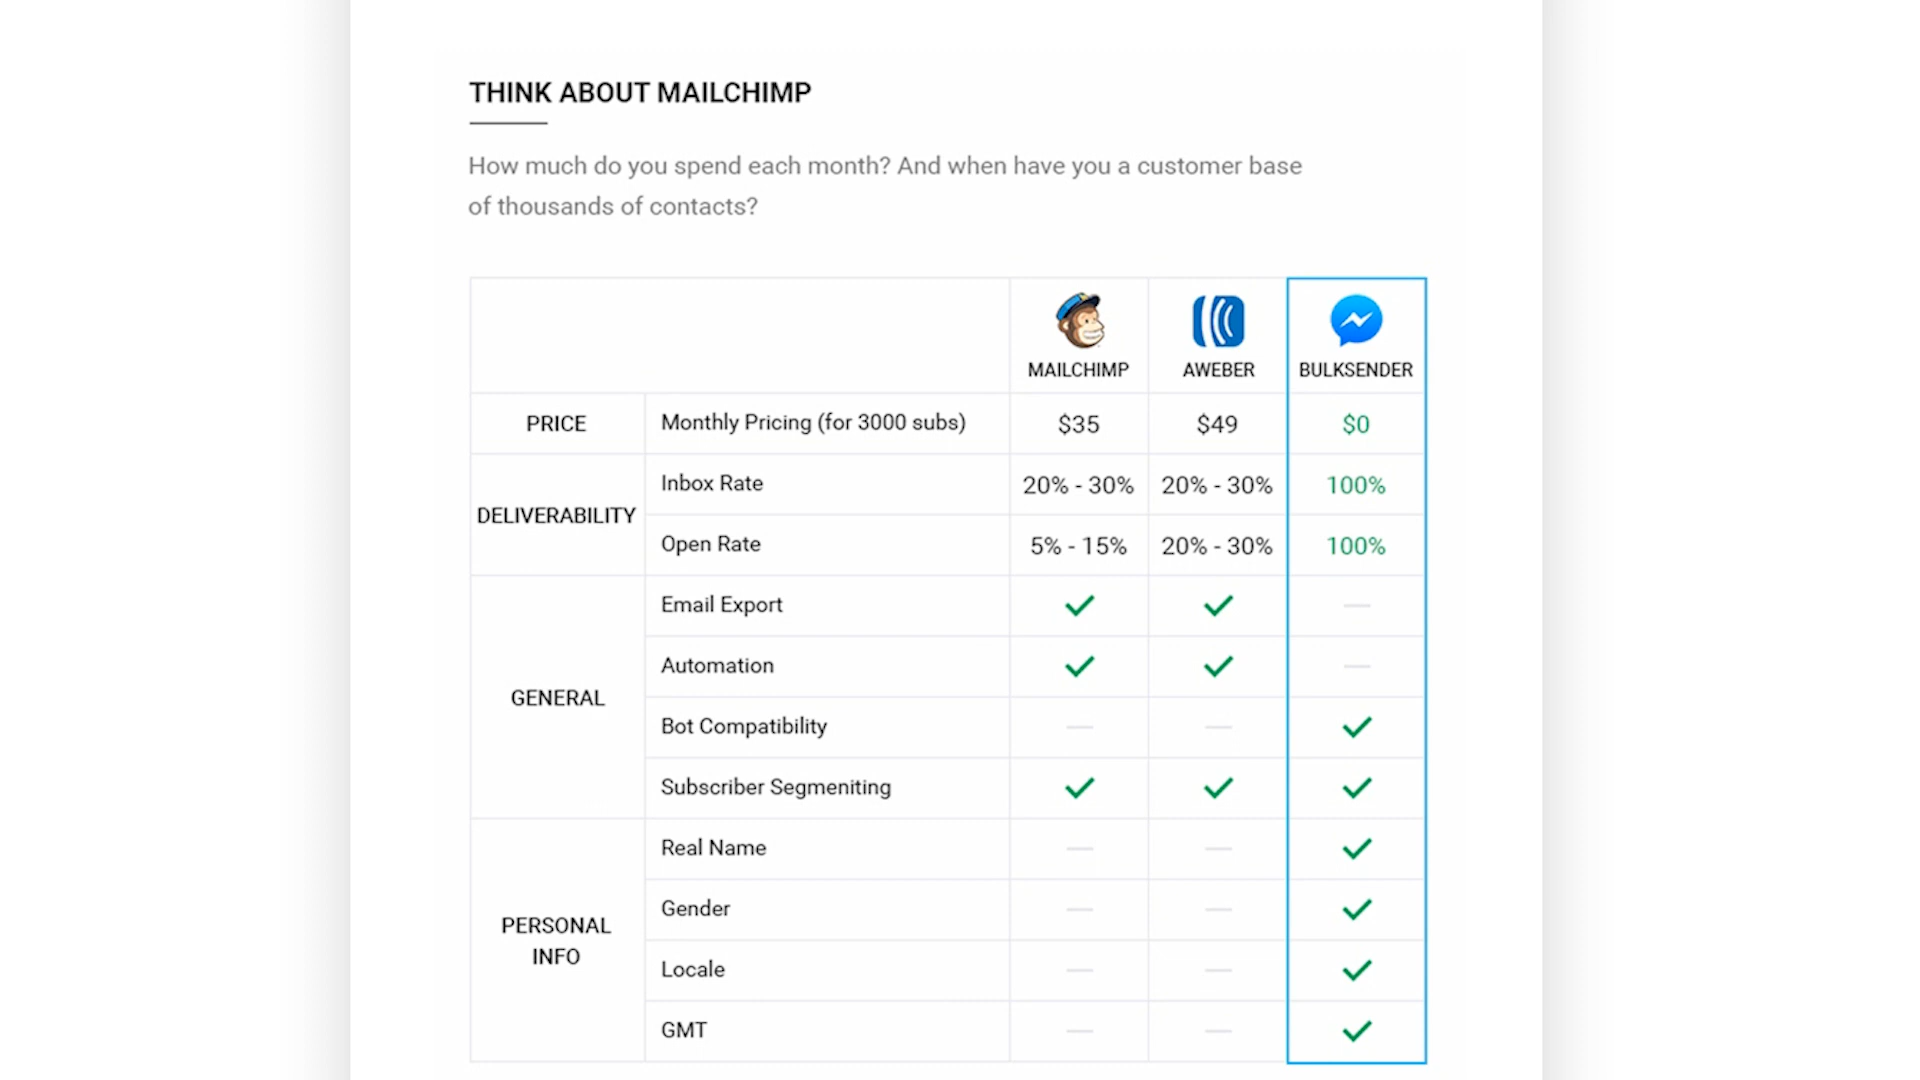 THINK ABOUT MAILCHIMP
How much do you spend each month? And when have you a customer base
of thousands of contacts?
MAILCHIMP AWEBER BULKSENDER
PRICE Monthly Pricing (for 3000 subs) $35 $49 $0
DELIVERABILITY
Inbox Rate 20% - 30% 20% - 30% 100%
Open Rate 5% - 15% 20% - 30% 100%
GENERAL
Email Export
Automation
Bot Compatibility
Subscriber Segmeniting
PERSONAL
INFO
Real Name
Gender
Locale
GMT